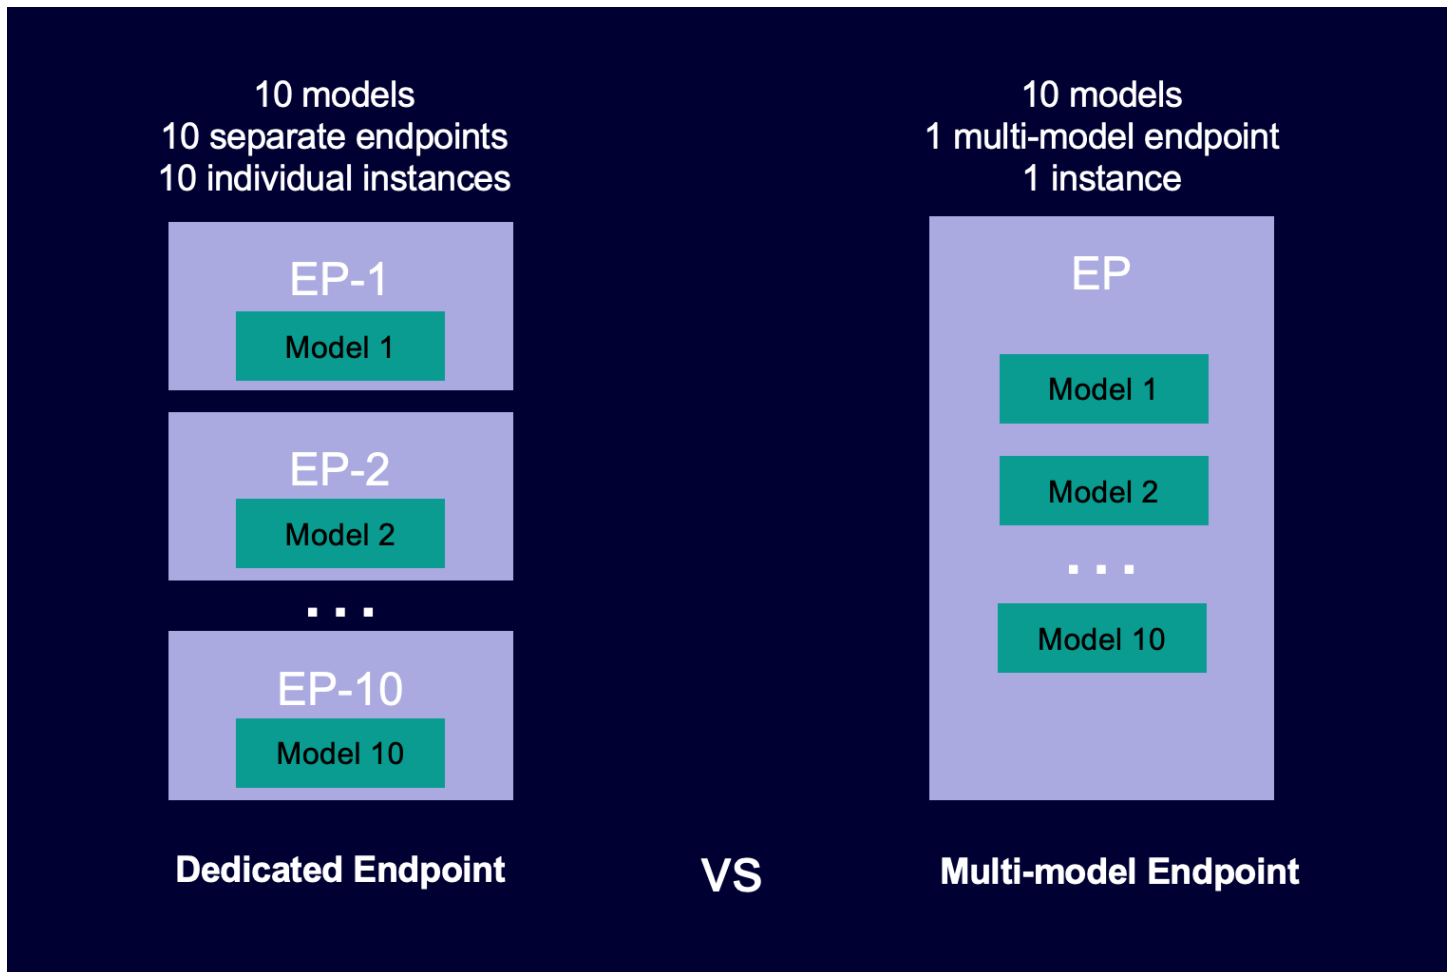 10 models
10 separate endpoints
10 individual instances
EP-1
Model 1
EP-2
Model 2
...
EP-10
Model 10
Dedicated Endpoint
VS
10 models
1 multi-model endpoint
1 instance
EP
Model 1
Model 2
...
Model 10
Multi-model Endpoint